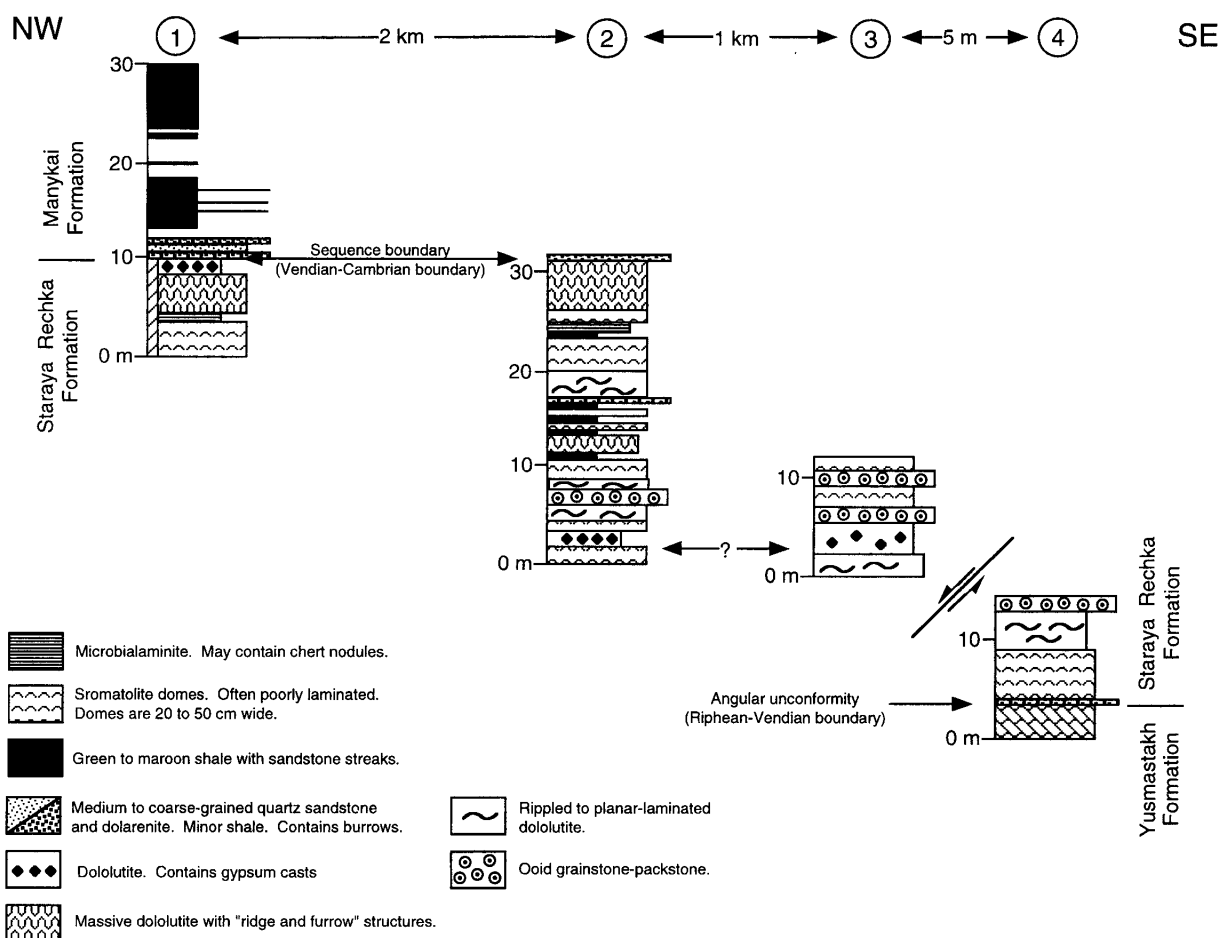 NW
1
2 km
2
1 km
3
5 m
4
SE
30
20
10
0 m
Manykai
Formation
Staraya Rechka
Formation
Sequence boundary
(Vendian-Cambrian boundary)
30
20
10
0 m
?
10
0 m
10
0 m
Angular unconformity
(Riphean-Vendian boundary)
Staraya Rechka
Formation
Yusmastakh
Formation
Microbialaminite. May contain chert nodules.
Sromatolite domes. Often poorly laminated.
Domes are 20 to 50 cm wide.
Green to maroon shale with sandstone streaks.
Medium to coarse-grained quartz sandstone
and dolarenite. Minor shale. Contains burrows.
Dololutite. Contains gypsum casts
Massive dololutite with "ridge and furrow" structures.
Rippled to planar-laminated
dololutite.
Ooid grainstone-packstone.